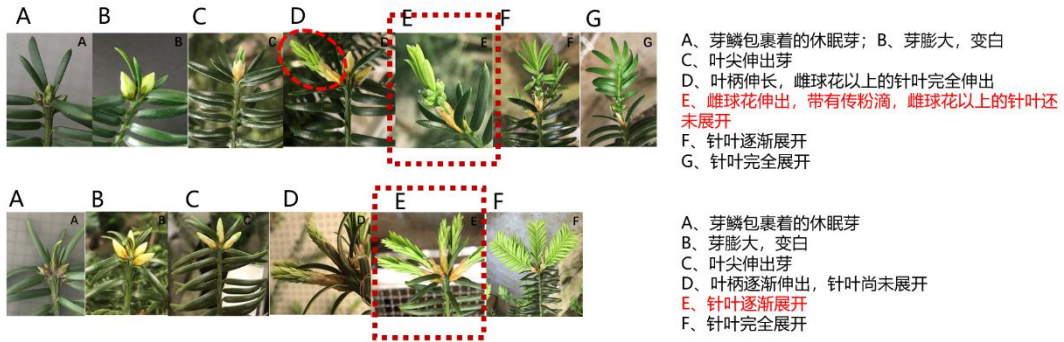 A B C D E F G
A B C D E F G
A、芽鳞包裹着的休眠芽；B、芽膨大，变白
C、叶尖伸出芽
D、叶柄伸长，雌球花以上的针叶完全伸出
E、雌球花伸出，带有传粉滴，雌球花以上的针叶还
未展开
F、针叶逐渐展开
G、针叶完全展开
A B C D E F
A B C D E F
A、芽鳞包裹着的休眠芽
B、芽膨大，变白
C、叶尖伸出芽
D、叶柄逐渐伸出，针叶尚未展开
E、针叶逐渐展开
F、针叶完全展开